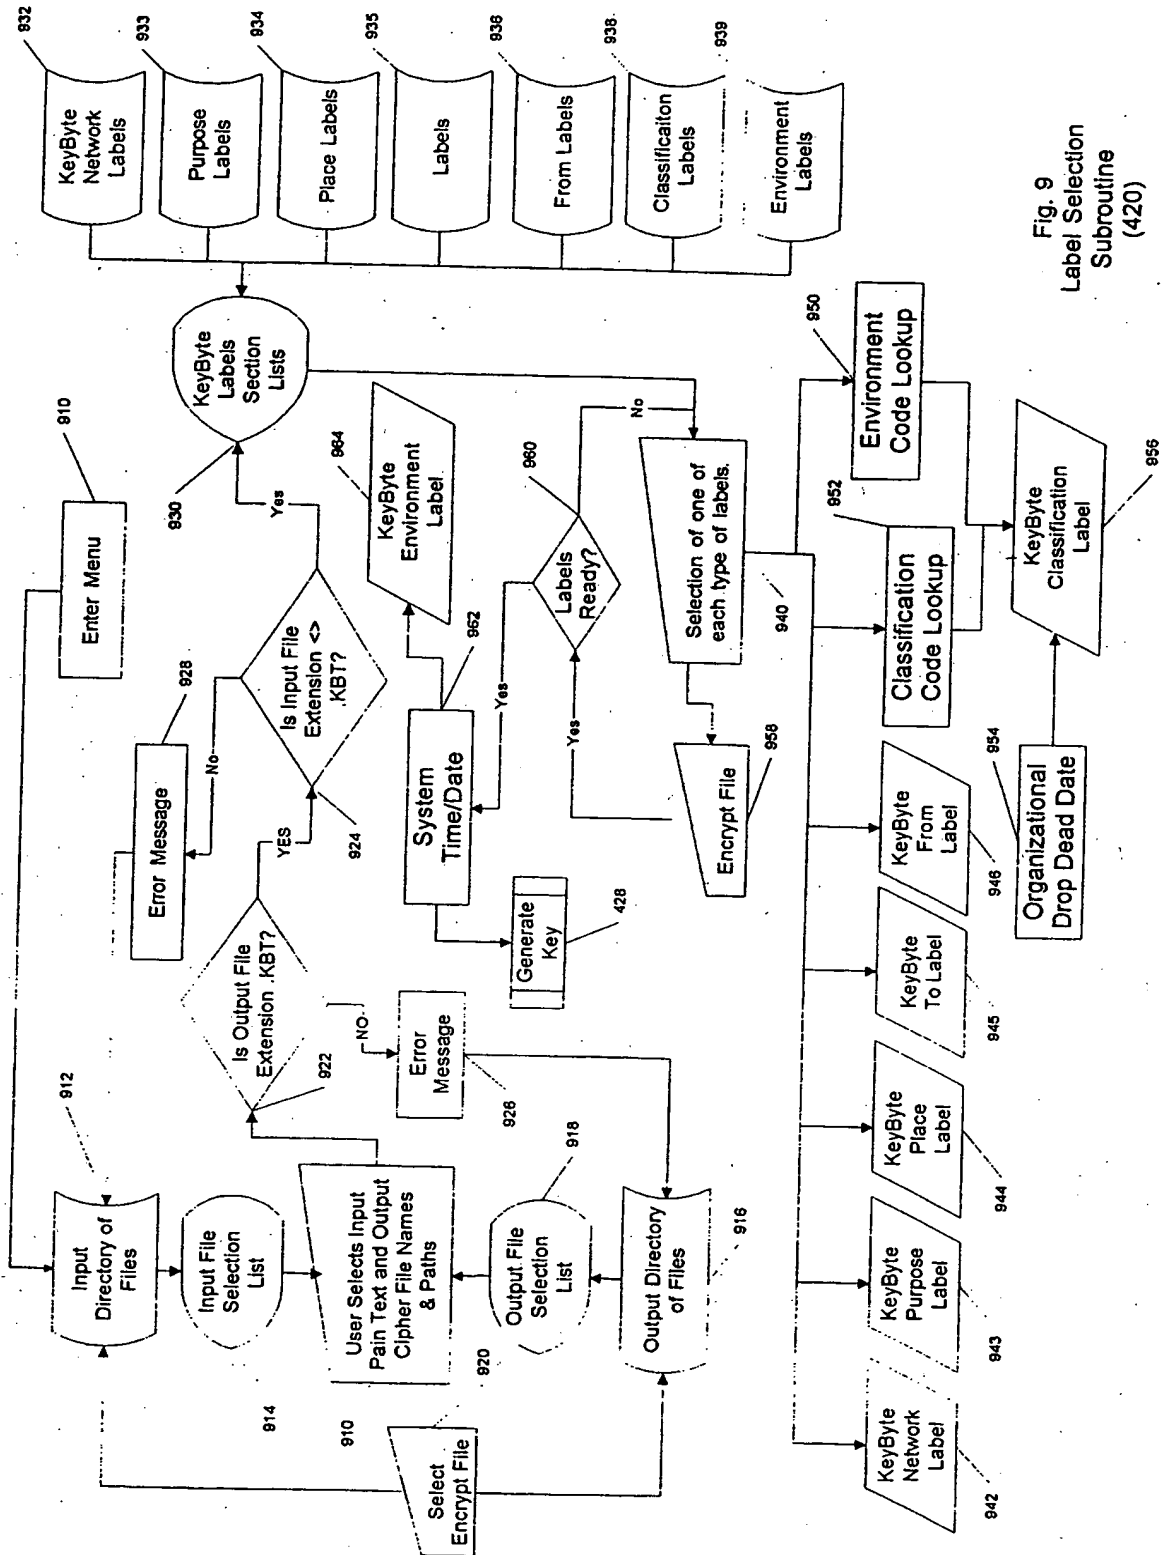 910
Enter Menu
912
Input
Directory of
Files
Input File
Selection
List
914
User Selects Input
Pain Text and Output
Cipher File Names
& Paths
910
920
Select
Encrypt File
Output File
Selection
List
918
Output Directory
of Files
916
Is Output File
Extension .KBT?
922
NO
Error
Message
926
YES
Is Input File
Extension <>
.KBT?
924
No
Error Message
928
Yes
930
KeyByte
Labels
Section
Lists
KeyByte
Network
Labels
932
Purpose
Labels
933
Place Labels
934
Labels
935
From Labels
936
Classificaiton
Labels
938
Environment
Labels
939
KeyByte
Environment
Label
964
System
Time/Date
962
Generate
Key
428
Labels
Ready?
960
Yes
No
Yes
Encrypt File
958
Selection of one of
each type of labels.
940
KeyByte
Network
Label
942
KeyByte
Purpose
Label
943
KeyByte
Place
Label
944
KeyByte
To Label
945
KeyByte
From
Label
946
Classification
Code Lookup
952
Environment
Code Lookup
950
Organizational
Drop Dead Date
954
KeyByte
Classification
Label
956
Fig. 9
Label Selection
Subroutine
(420)